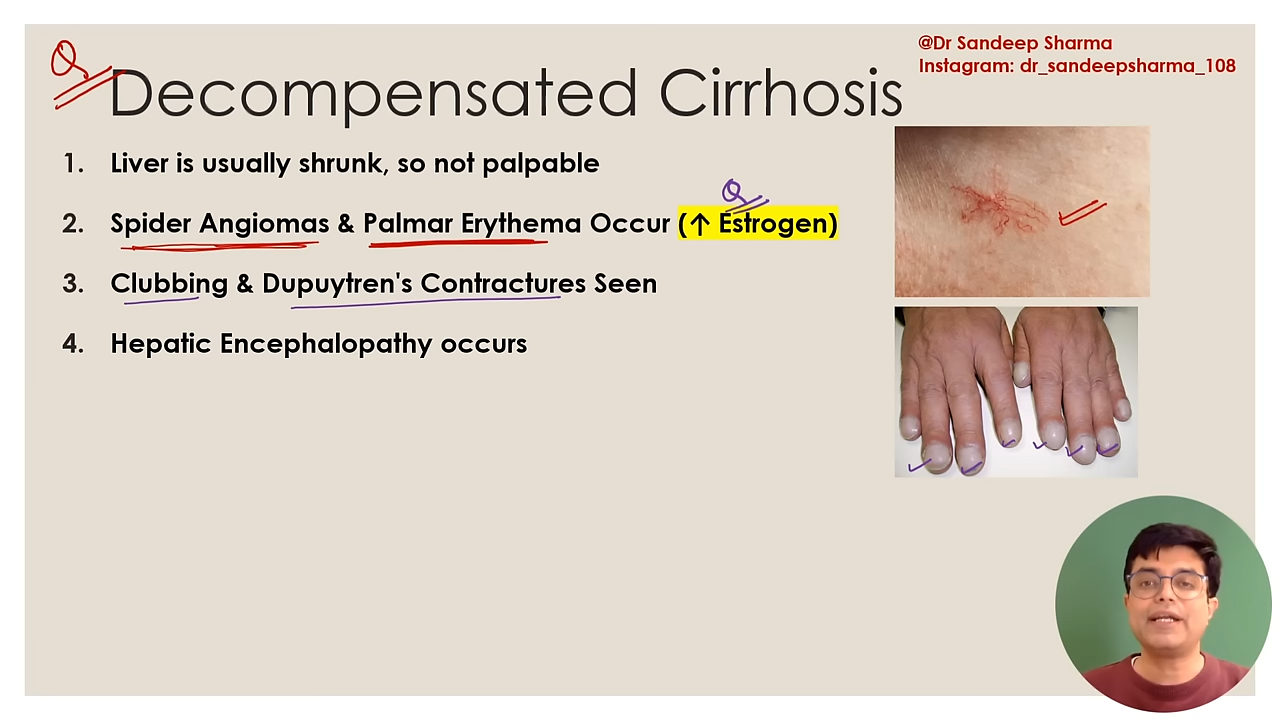 @Dr Sandeep Sharma
Instagram: dr_sandeepsharma_108
Q
Decompensated Cirrhosis
1. Liver is usually shrunk, so not palpable
Q
2. Spider Angiomas & Palmar Erythema Occur (↑ Estrogen)
3. Clubbing & Dupuytren's Contractures Seen
4. Hepatic Encephalopathy occurs